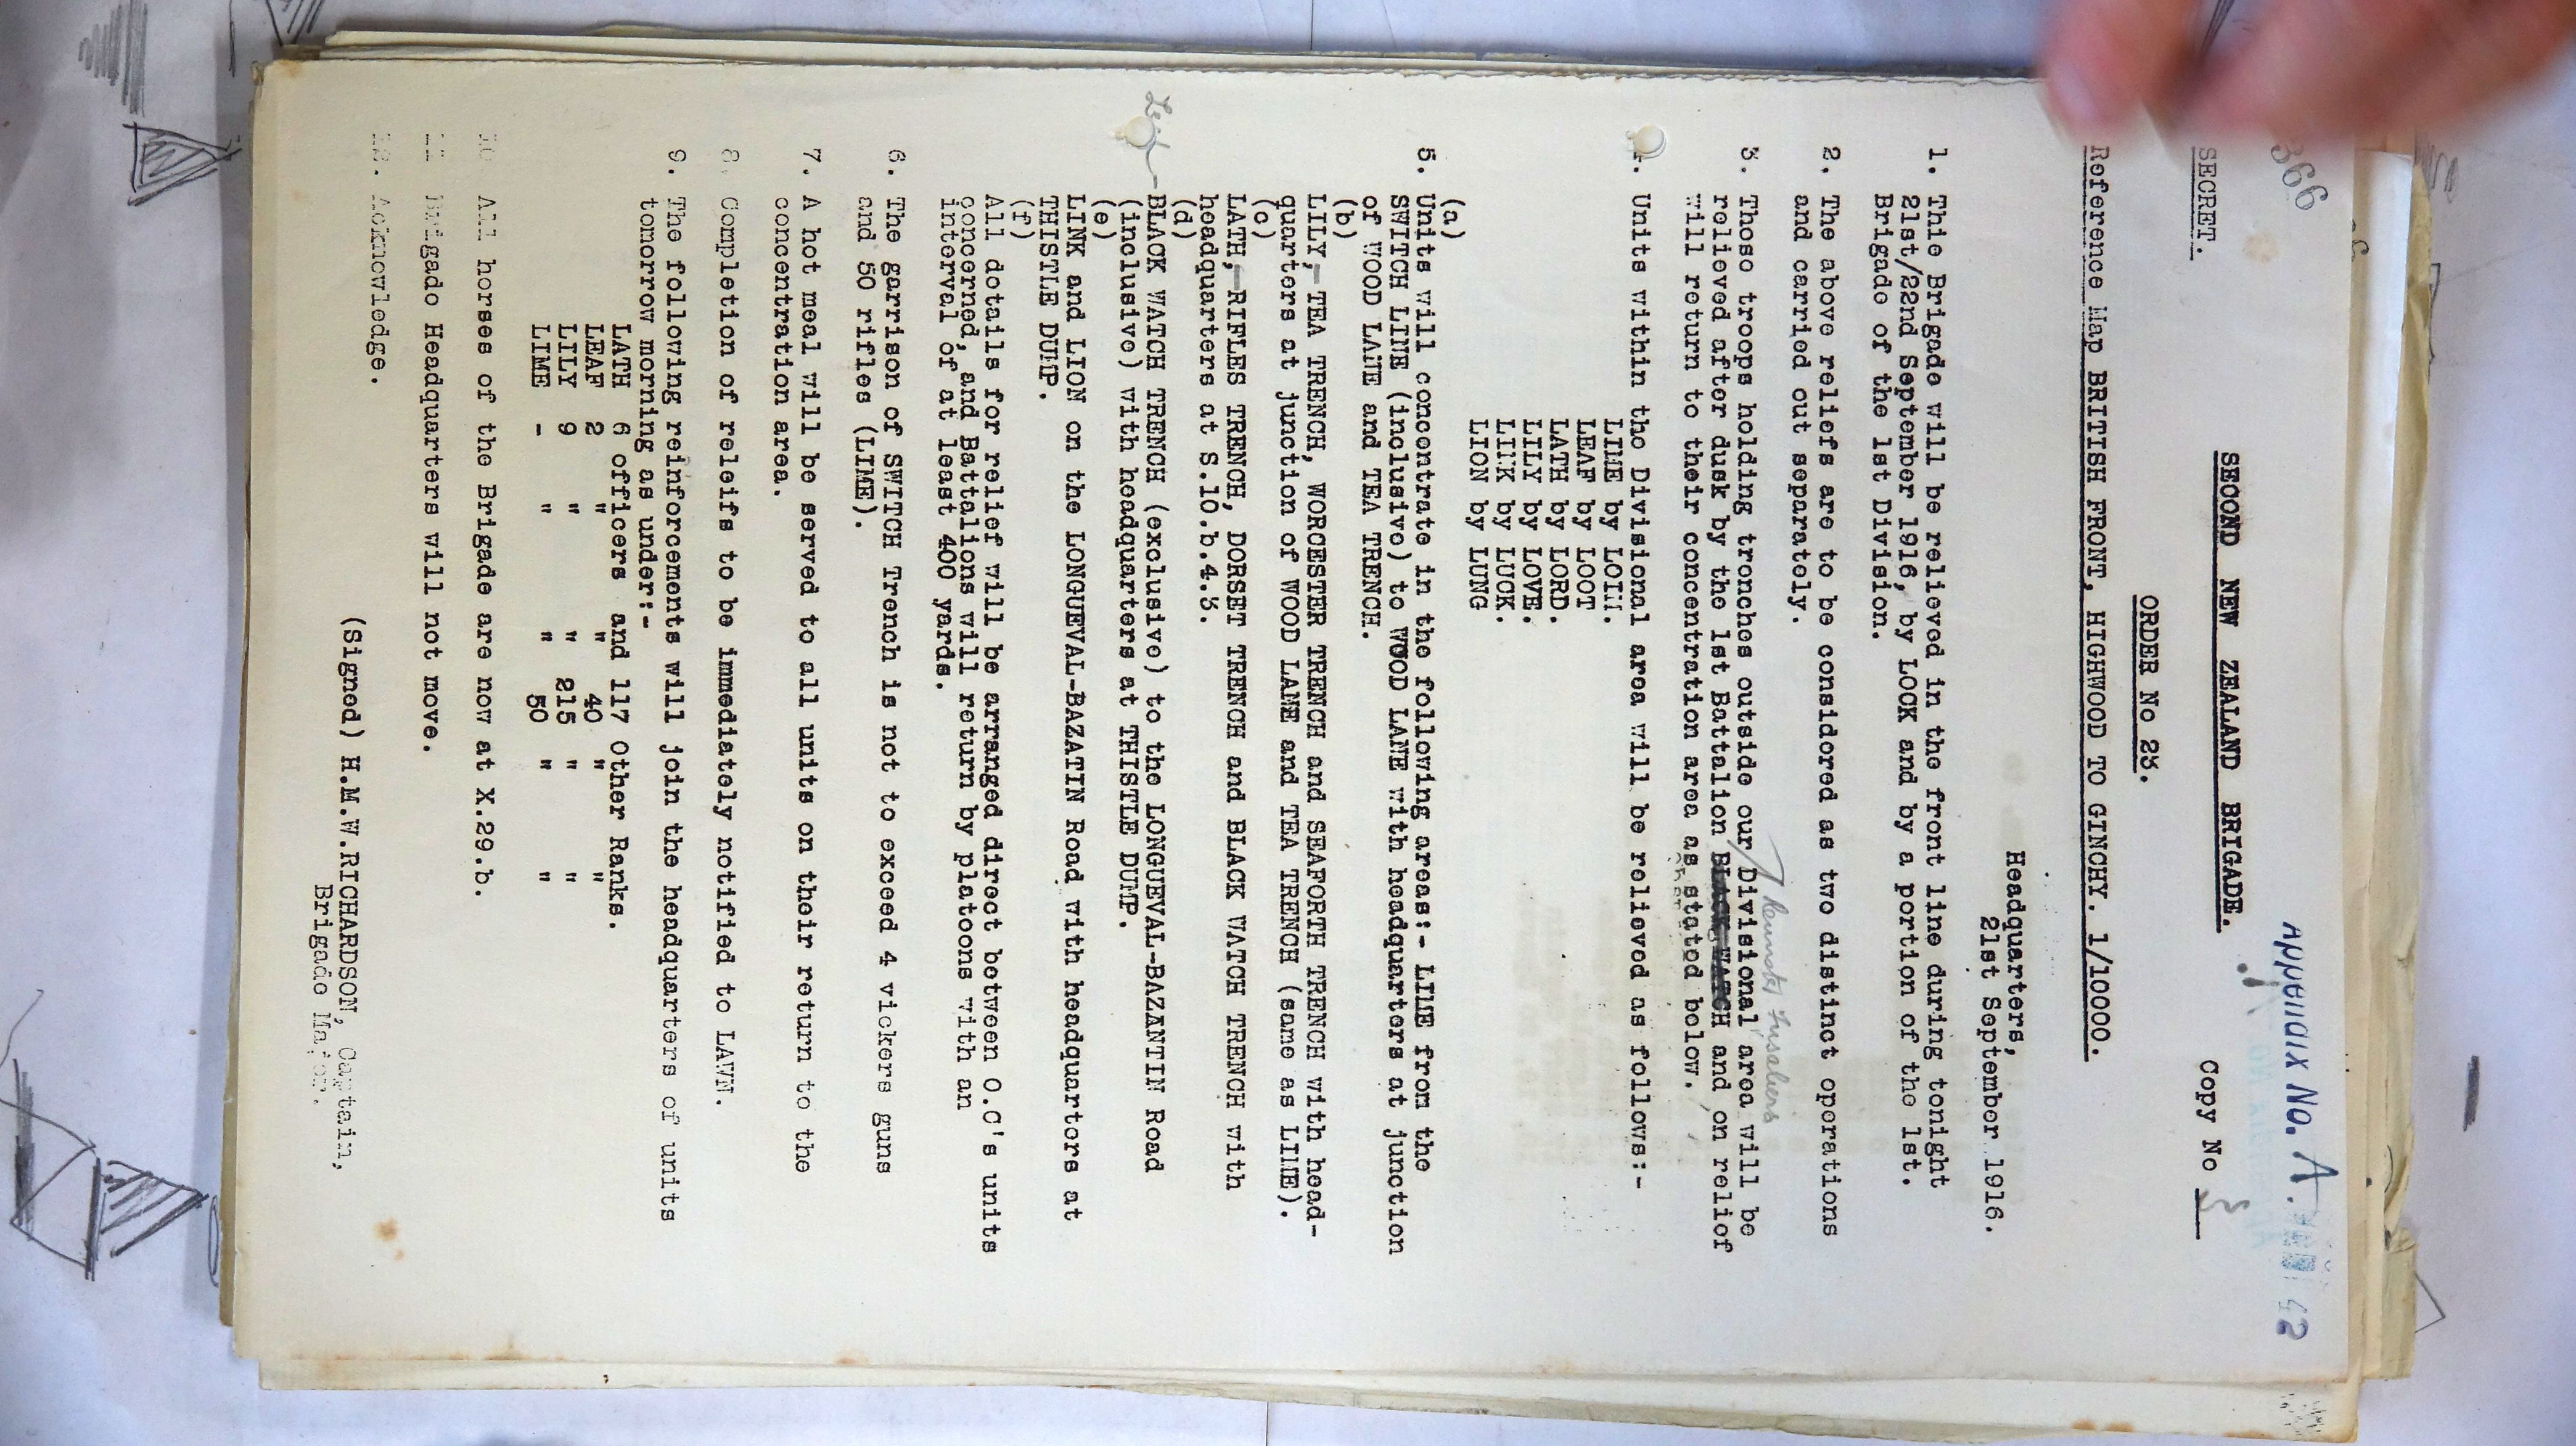 366
APPENDIX NO. A.
42
SECRET.
SECOND NEW ZEALAND BRIGADE.
Copy No
ORDER No 23.
Reference Map BRITISH FRONT, HIGHWOOD TO GINCHY. 1/10000.
Headquarters,
21st September 1916.
1. This Brigade will be relieved in the front line during tonight
21st/22nd September 1916, by LOCK and by a portion of the 1st.
Brigade of the 1st Division.
2. The above reliefs are to be considered as two distinct operations
and carried out separately.
Fusaliers
3. Those troops holding trenches outside our Divisional area will be
relieved after dusk by the 1st Battalion BLACK WATCH and on relief
will return to their concentration area as stated below.
4. Units within the Divisional area will be relieved as follows:-
LIME by LOIN.
LEAF by LOOT
LATH by LORD.
LILY by LOVE.
LINK by LUCK.
LION by LUNG
(a)
5. Units will concentrate in the following areas:- LIME from the
SWITCH LINE (inclusive) to WOOD LANE with headquarters at junction
of WOOD LANE and TEA TRENCH.
(b)
LILY,- TEA TRENCH, WORCESTER TRENCH and SEAFORTH TRENCH with head-
quarters at junction of WOOD LANE and TEA TRENCH (same as LIME).
(c)
LATH,-RIFLES TRENCH, DORSET TRENCH and BLACK WATCH TRENCH with
headquarters at S.10.b.4.3.
(d)
Leaf - BLACK WATCH TRENCH (exclusive) to the LONGUEVAL-BAZANTIN ROAD
(inclusive) with headquarters at THISTLE DUMP.
(e)
LINK and LION on the LONGUEVAL-BAZATIN Road with headquarters at
THISTLE DUMP.
(f)
All details for relief will be arranged direct between O.C's units
concerned, and Battalions will return by platoons with an
interval of at least 400 yards.
6. The garrison of SWITCH Trench is not to exceed 4 vickers guns
and 50 rifles (LIME).
7. A hot meal will be served to all units on their return to the
concentration area.
8. Completion of releifs to be immediately notified to LAWN.
9. The following reinforcements will join the headquarters of units
tomorrow morning as under:-
LATH 6 officers and 117 Other Ranks.
LEAF 2 " " 40 " "
LILY 9 " " 215 " "
LIME - " " 50 " "
10 All horses of the Brigade are now at X.29.b.
11 Brigade Headquarters will not move.
12. Acknowledge.
(Signed) H.M.W.RICHARDSON, Captain,
Brigade Major.